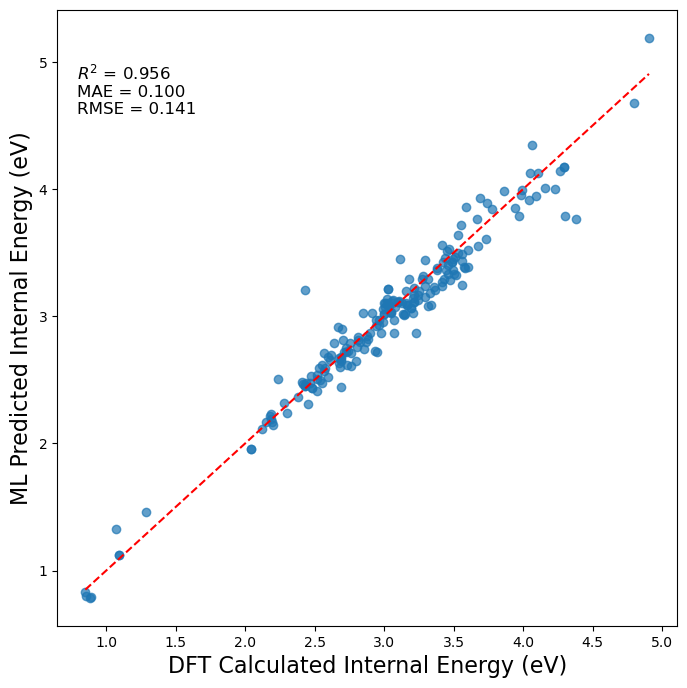 R² = 0.956
MAE = 0.100
RMSE = 0.141
ML Predicted Internal Energy (eV)
5
4
3
2
1
1.0 1.5 2.0 2.5 3.0 3.5 4.0 4.5 5.0
DFT Calculated Internal Energy (eV)